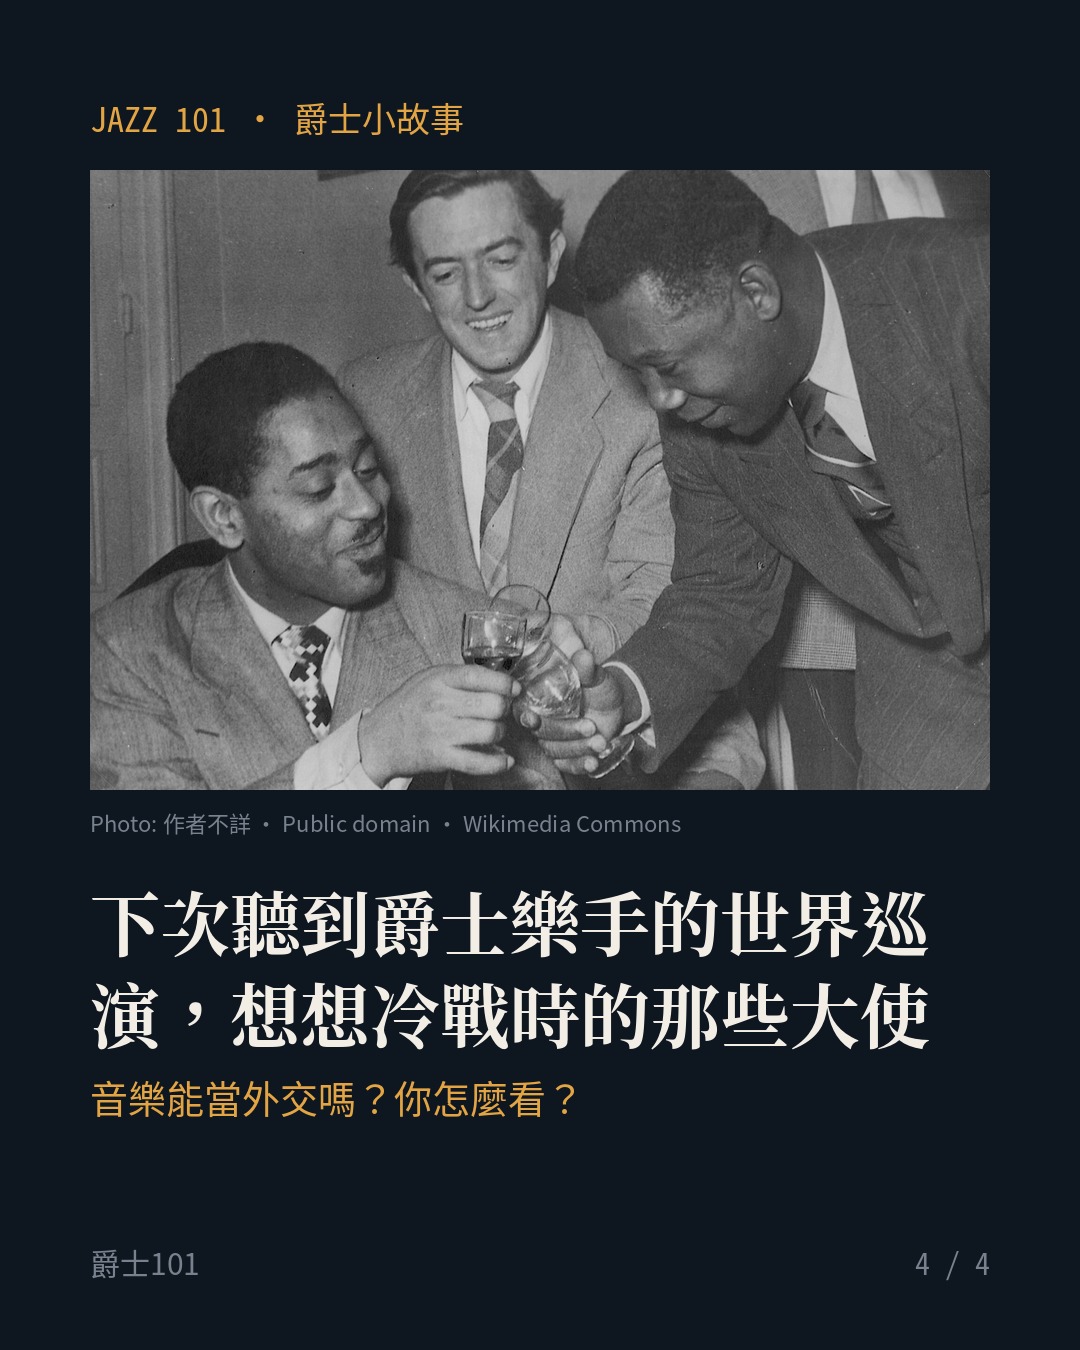 JAZZ 101 • 爵士小故事
Photo: 作者不詳 • Public domain • Wikimedia Commons
下次聽到爵士樂手的世界巡
演，想想冷戰時的那些大使
音樂能當外交嗎？你怎麼看？
爵士101
4 / 4